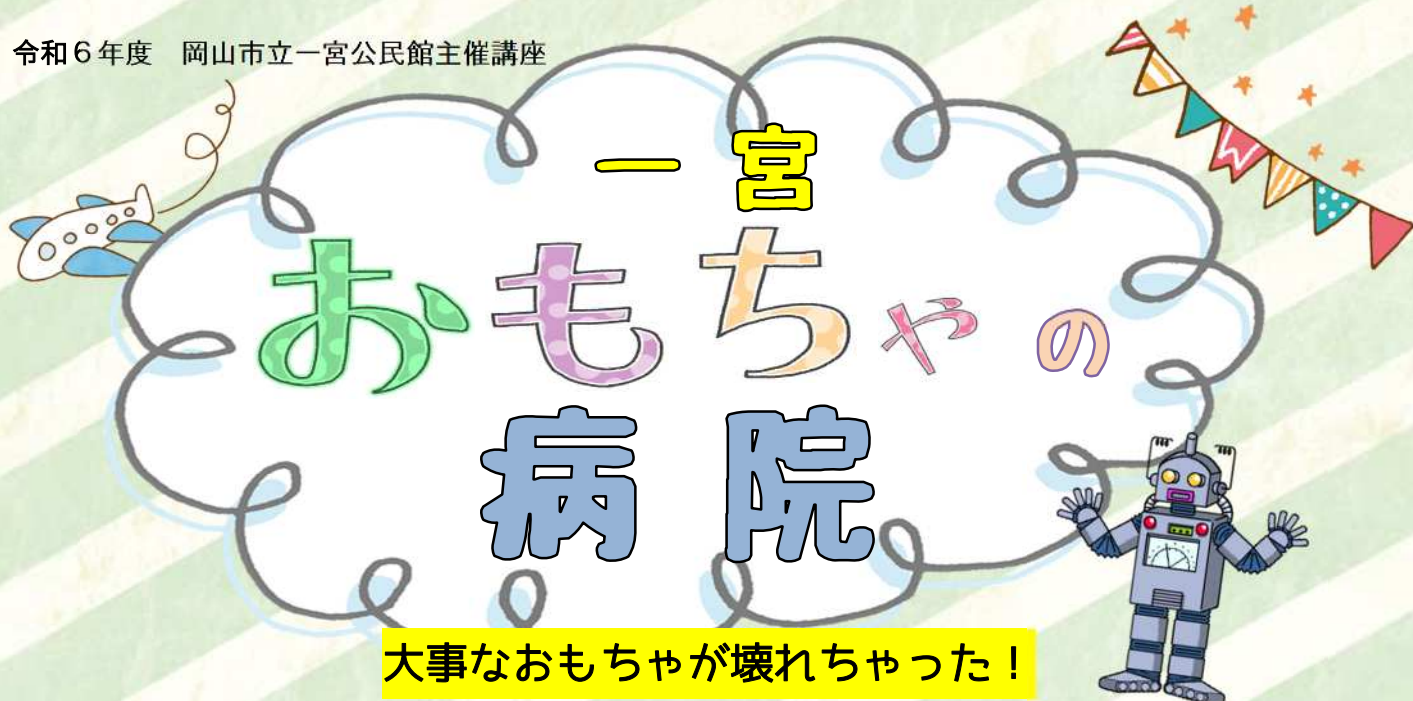 令和６年度　岡山市立一宮公民館主催講座
一宮
おもちゃの
病院
大事なおもちゃが壊れちゃった！